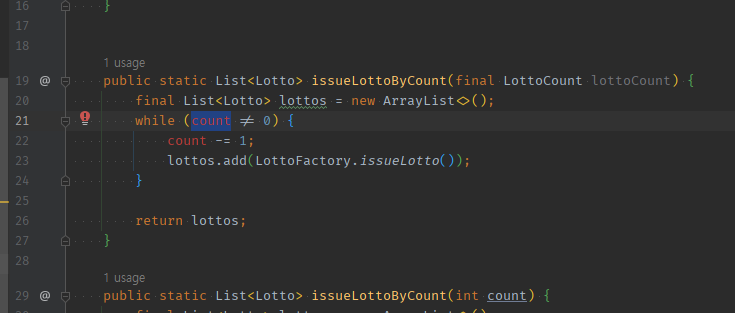 16 }
17
18
1 usage
19 @ public static List<Lotto> issueLottoByCount(final LottoCount lottoCount) {
20 final List<Lotto> lottos = new ArrayList<>();
21 while (count ≠ 0) {
22 count -= 1;
23 lottos.add(LottoFactory.issueLotto());
24 }
25
26 return lottos;
27 }
28
1 usage
29 @ public static List<Lotto> issueLottoByCount(int count) {